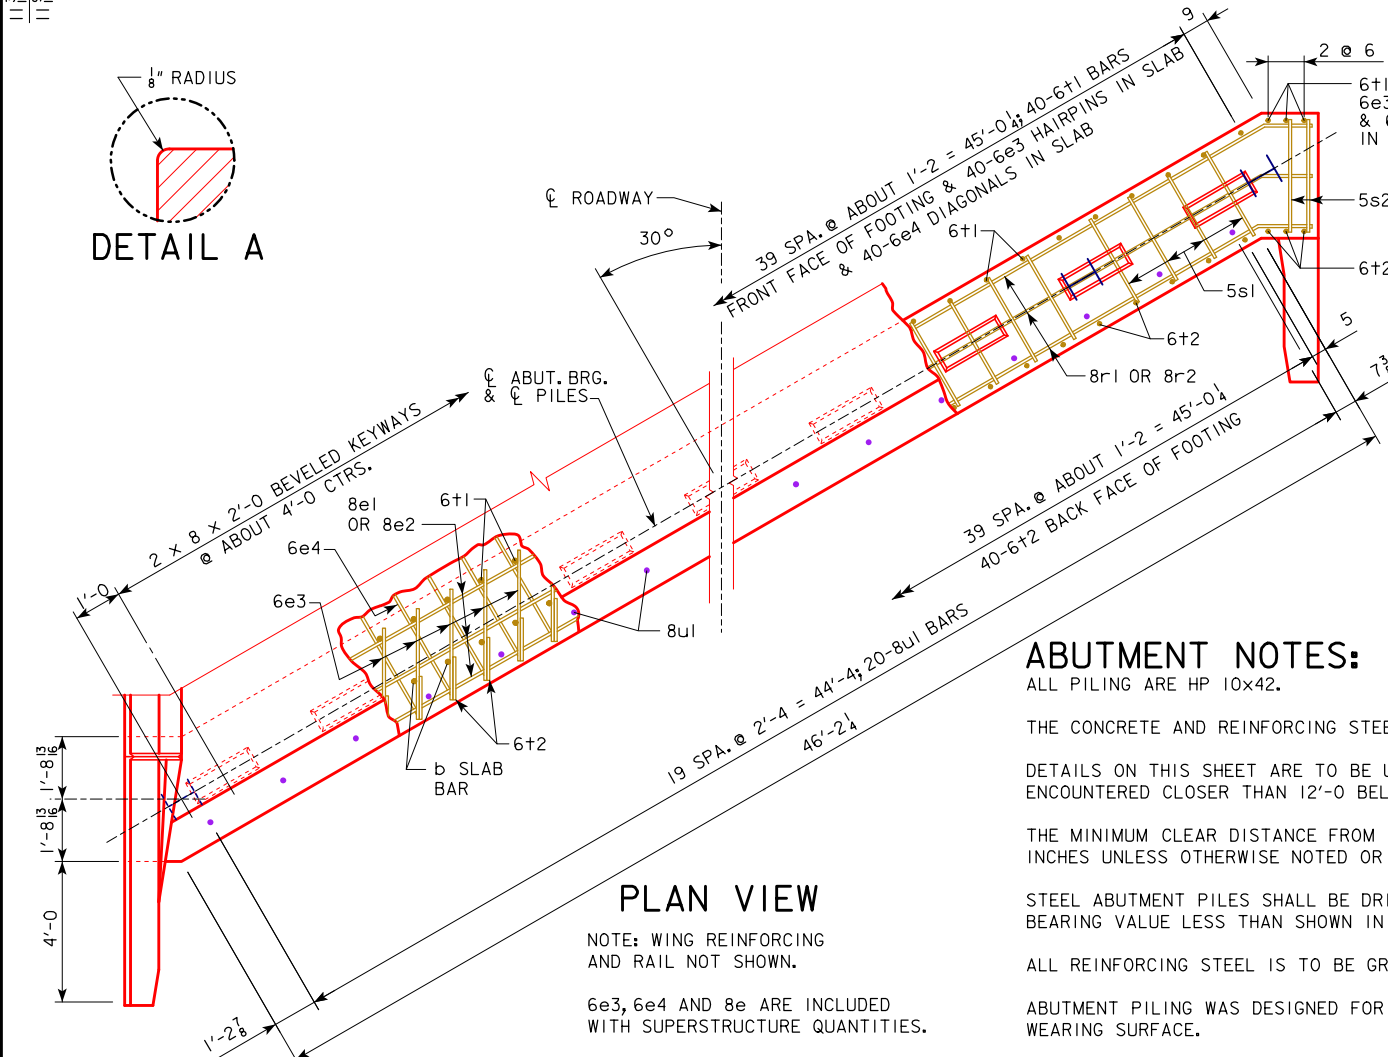 1/8" RADIUS
DETAIL A
℄ ROADWAY
30°
39 SPA. @ ABOUT 1'-2 = 45'-0 1/4; 40-6t1 BARS
FRONT FACE OF FOOTING & 40-6e3 HAIRPINS IN SLAB
& 40-6e4 DIAGONALS IN SLAB
9
2 @ 6
6t1
6e3
& 6
IN
5s2
6t2
6t1
5s1
6t2
8r1 OR 8r2
5
7 3
℄ ABUT. BRG.
& ℄ PILES
2 x 8 x 2'-0 BEVELED KEYWAYS
@ ABOUT 4'-0 CTRS.
1'-0
8e1
OR 8e2
6t1
6e4
6e3
8u1
6t2
b SLAB
BAR
39 SPA. @ ABOUT 1'-2 = 45'-0 1/4
40-6t2 BACK FACE OF FOOTING
19 SPA. @ 2'-4 = 44'-4; 20-8u1 BARS
46'-2 1/4
1'-8 13/16
1'-8 13/16
4'-0
1'-2 7/8
PLAN VIEW
NOTE: WING REINFORCING
AND RAIL NOT SHOWN.
6e3, 6e4 AND 8e ARE INCLUDED
WITH SUPERSTRUCTURE QUANTITIES.
ABUTMENT NOTES:
ALL PILING ARE HP 10x42.
THE CONCRETE AND REINFORCING STEE
DETAILS ON THIS SHEET ARE TO BE U
ENCOUNTERED CLOSER THAN 12'-0 BEL
THE MINIMUM CLEAR DISTANCE FROM
INCHES UNLESS OTHERWISE NOTED OR
STEEL ABUTMENT PILES SHALL BE DRI
BEARING VALUE LESS THAN SHOWN IN
ALL REINFORCING STEEL IS TO BE GR
ABUTMENT PILING WAS DESIGNED FOR
WEARING SURFACE.